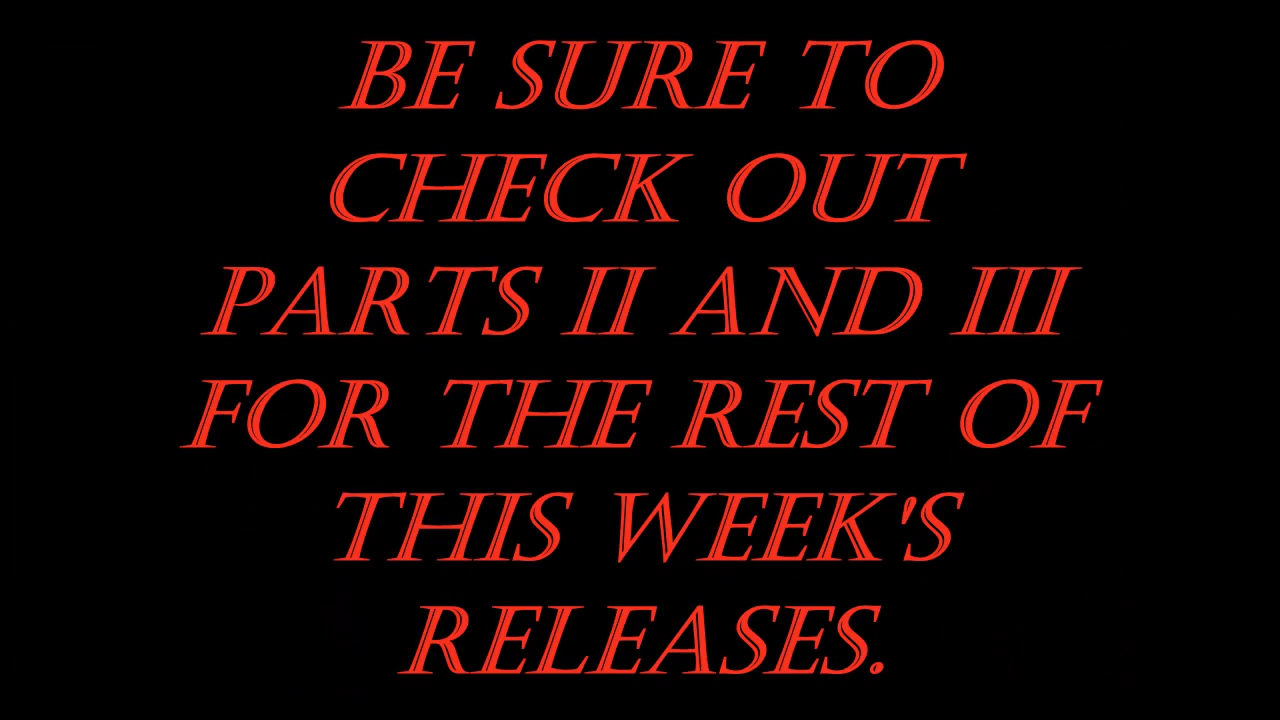 BE SURE TO
CHECK OUT
PARTS II AND III
FOR THE REST OF
THIS WEEK'S
RELEASES.